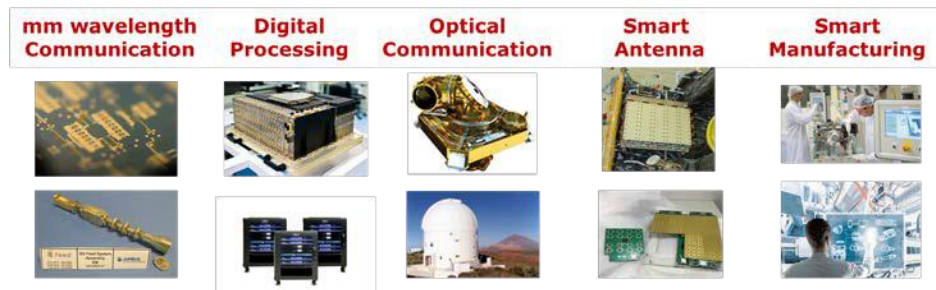 mm wavelength
Communication
Digital
Processing
Optical
Communication
Smart
Antenna
Smart
Manufacturing